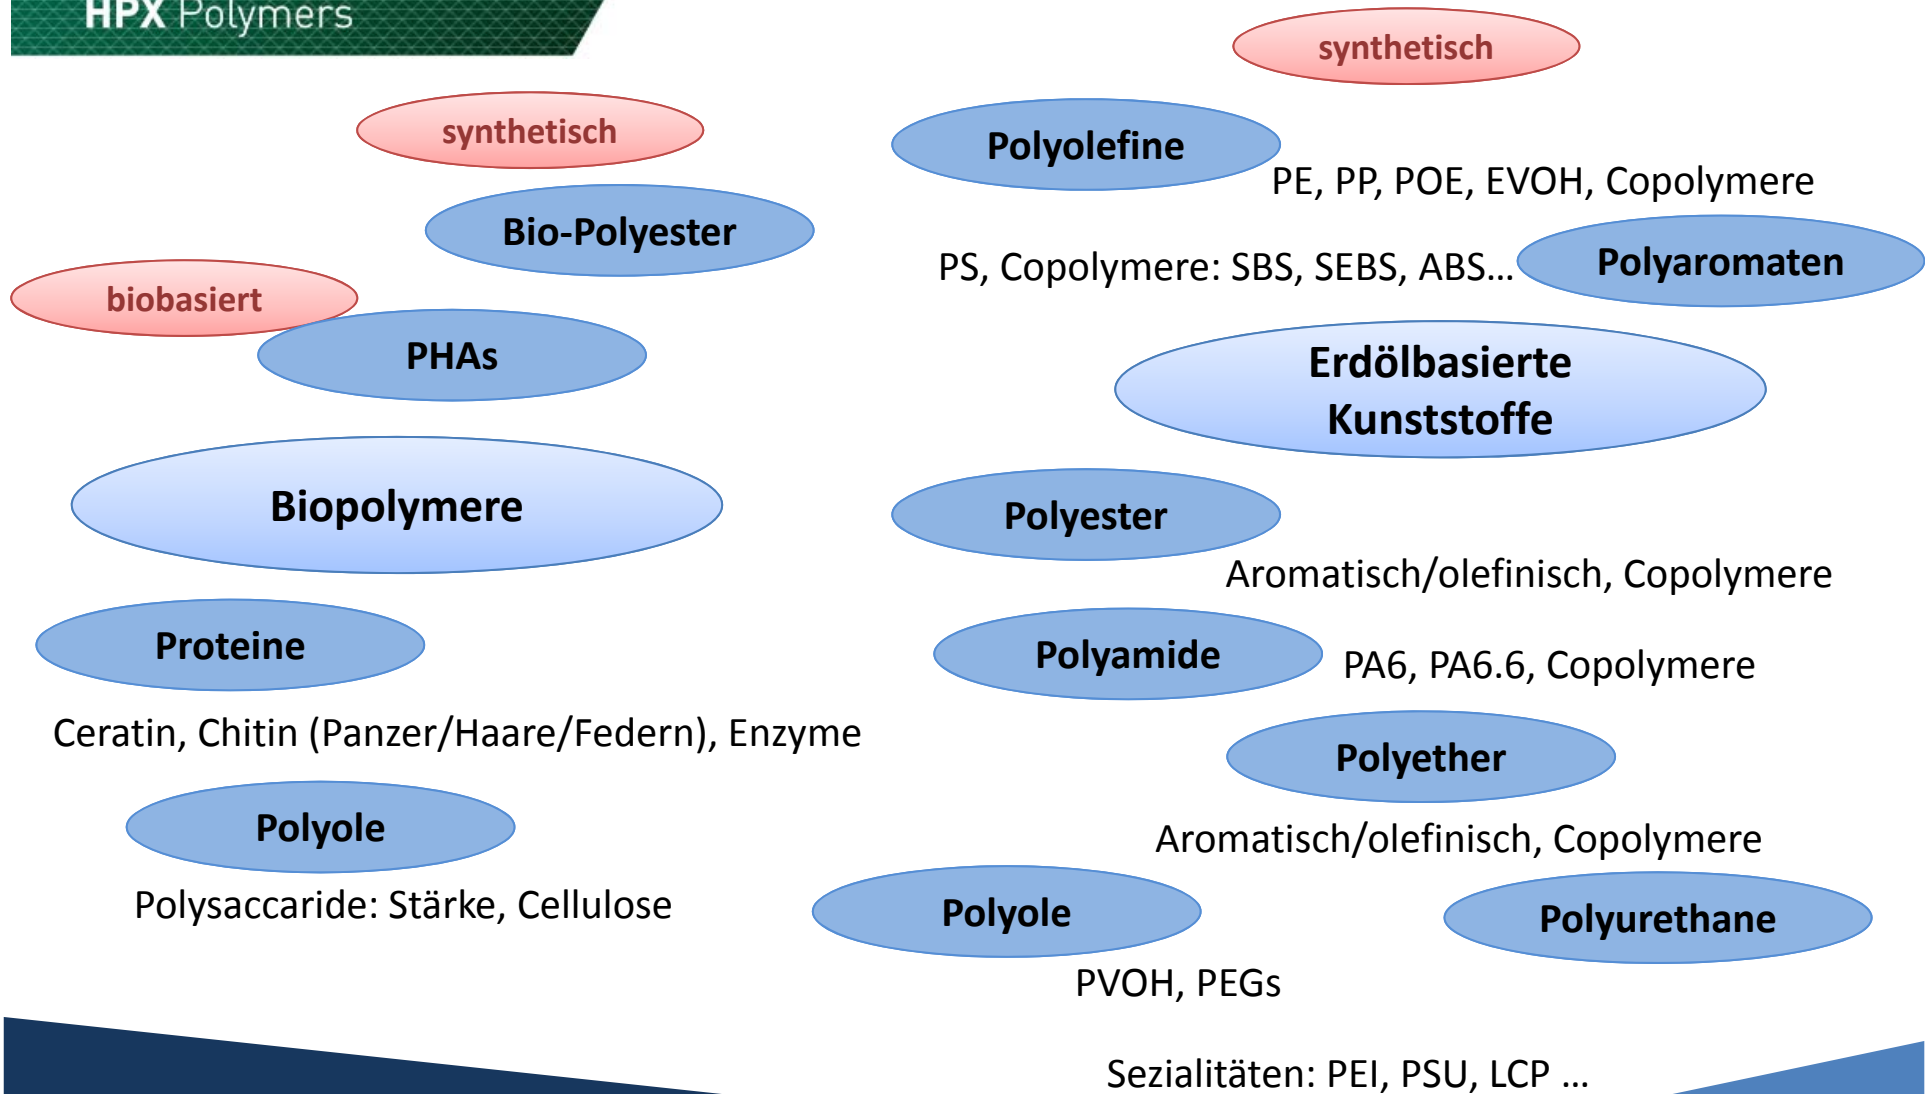 HPX Polymers
synthetisch
Bio-Polyester
biobasiert
PHAs
Biopolymere
Proteine
Ceratin, Chitin (Panzer/Haare/Federn), Enzyme
Polyole
Polysaccaride: Stärke, Cellulose
synthetisch
Polyolefine
PE, PP, POE, EVOH, Copolymere
PS, Copolymere: SBS, SEBS, ABS...
Polyaromaten
Erdölbasierte
Kunststoffe
Polyester
Aromatisch/olefinisch, Copolymere
Polyamide
PA6, PA6.6, Copolymere
Polyether
Aromatisch/olefinisch, Copolymere
Polyole
Polyurethane
PVOH, PEGs
Sezialitäten: PEI, PSU, LCP ...